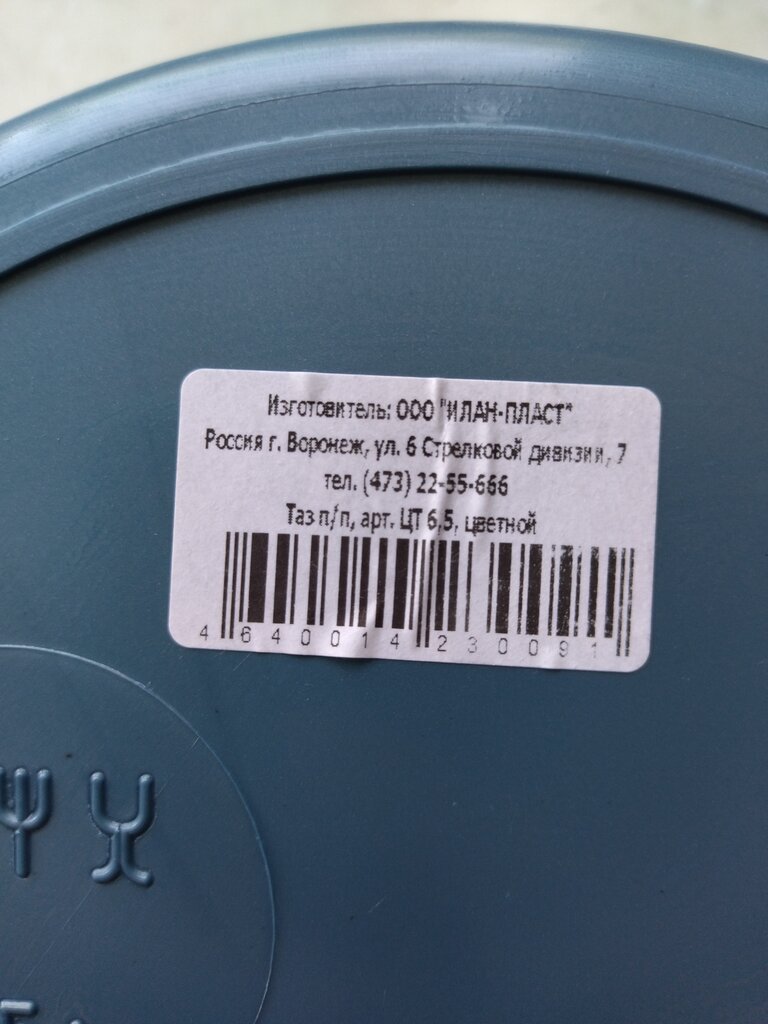 Изготовитель: ООО "ИЛАН-ПЛАСТ"
Россия г. Воронеж, ул. 6 Стрелковой дивизии, 7
тел. (473) 22-55-666
Таз п/п, арт. ЦТ 6,5, цветной
4 640014 230091